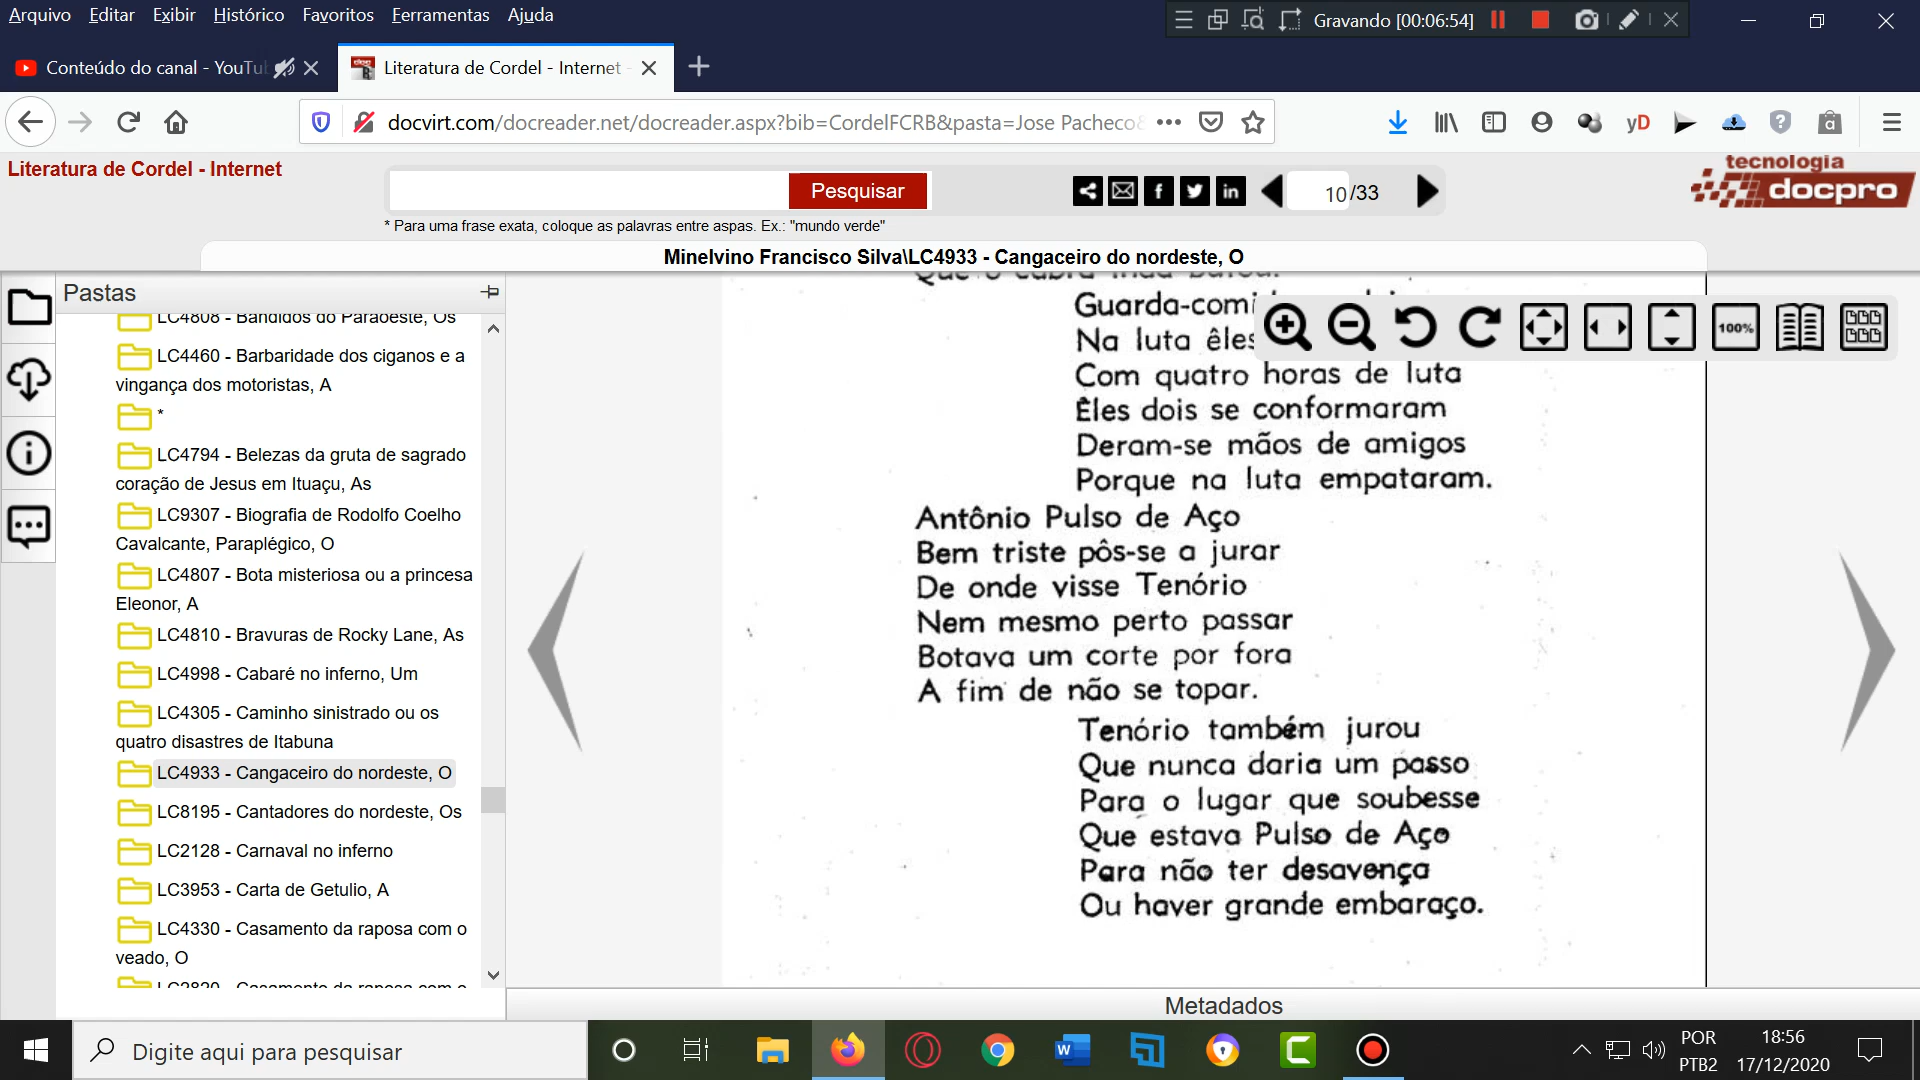 Arquivo Editar Exibir Histórico Favoritos Ferramentas Ajuda
Gravando [00:06:54]
Conteúdo do canal - YouTu
Literatura de Cordel - Internet -
docvirt.com/docreader.net/docreader.aspx?bib=CordelFCRB&pasta=Jose Pacheco&
yD
Literatura de Cordel - Internet
Pesquisar
10/33
tecnologia
docpro
* Para uma frase exata, coloque as palavras entre aspas. Ex.: "mundo verde"
Minelvino Francisco Silva\LC4933 - Cangaceiro do nordeste, O
Pastas
LC4808 - Bandidos do Paraoeste, Os
LC4460 - Barbaridade dos ciganos e a
vingança dos motoristas, A
*
LC4794 - Belezas da gruta de sagrado
coração de Jesus em Ituaçu, As
LC9307 - Biografia de Rodolfo Coelho
Cavalcante, Paraplégico, O
LC4807 - Bota misteriosa ou a princesa
Eleonor, A
LC4810 - Bravuras de Rocky Lane, As
LC4998 - Cabaré no inferno, Um
LC4305 - Caminho sinistrado ou os
quatro disastres de Itabuna
LC4933 - Cangaceiro do nordeste, O
LC8195 - Cantadores do nordeste, Os
LC2128 - Carnaval no inferno
LC3953 - Carta de Getulio, A
LC4330 - Casamento da raposa com o
veado, O
100%
Guarda-comi
Na luta êles
Com quatro horas de luta
Êles dois se conformaram
Deram-se mãos de amigos
Porque na luta empataram.
Antônio Pulso de Aço
Bem triste pôs-se a jurar
De onde visse Tenório
Nem mesmo perto passar
Botava um corte por fora
A fim de não se topar.
Tenório também jurou
Que nunca daria um passo
Para o lugar que soubesse
Que estava Pulso de Aço
Para não ter desavença
Ou haver grande embaraço.
Metadados
Digite aqui para pesquisar
POR
PTB2
18:56
17/12/2020